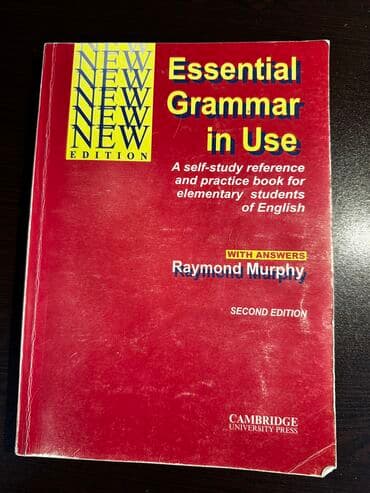 NEW
NEW
NEW
NEW
NEW
NEW
EDITION
Essential
Grammar
in Use
A self-study reference
and practice book for
elementary students
of English
WITH ANSWERS
Raymond Murphy
SECOND EDITION
CAMBRIDGE
UNIVERSITY PRESS